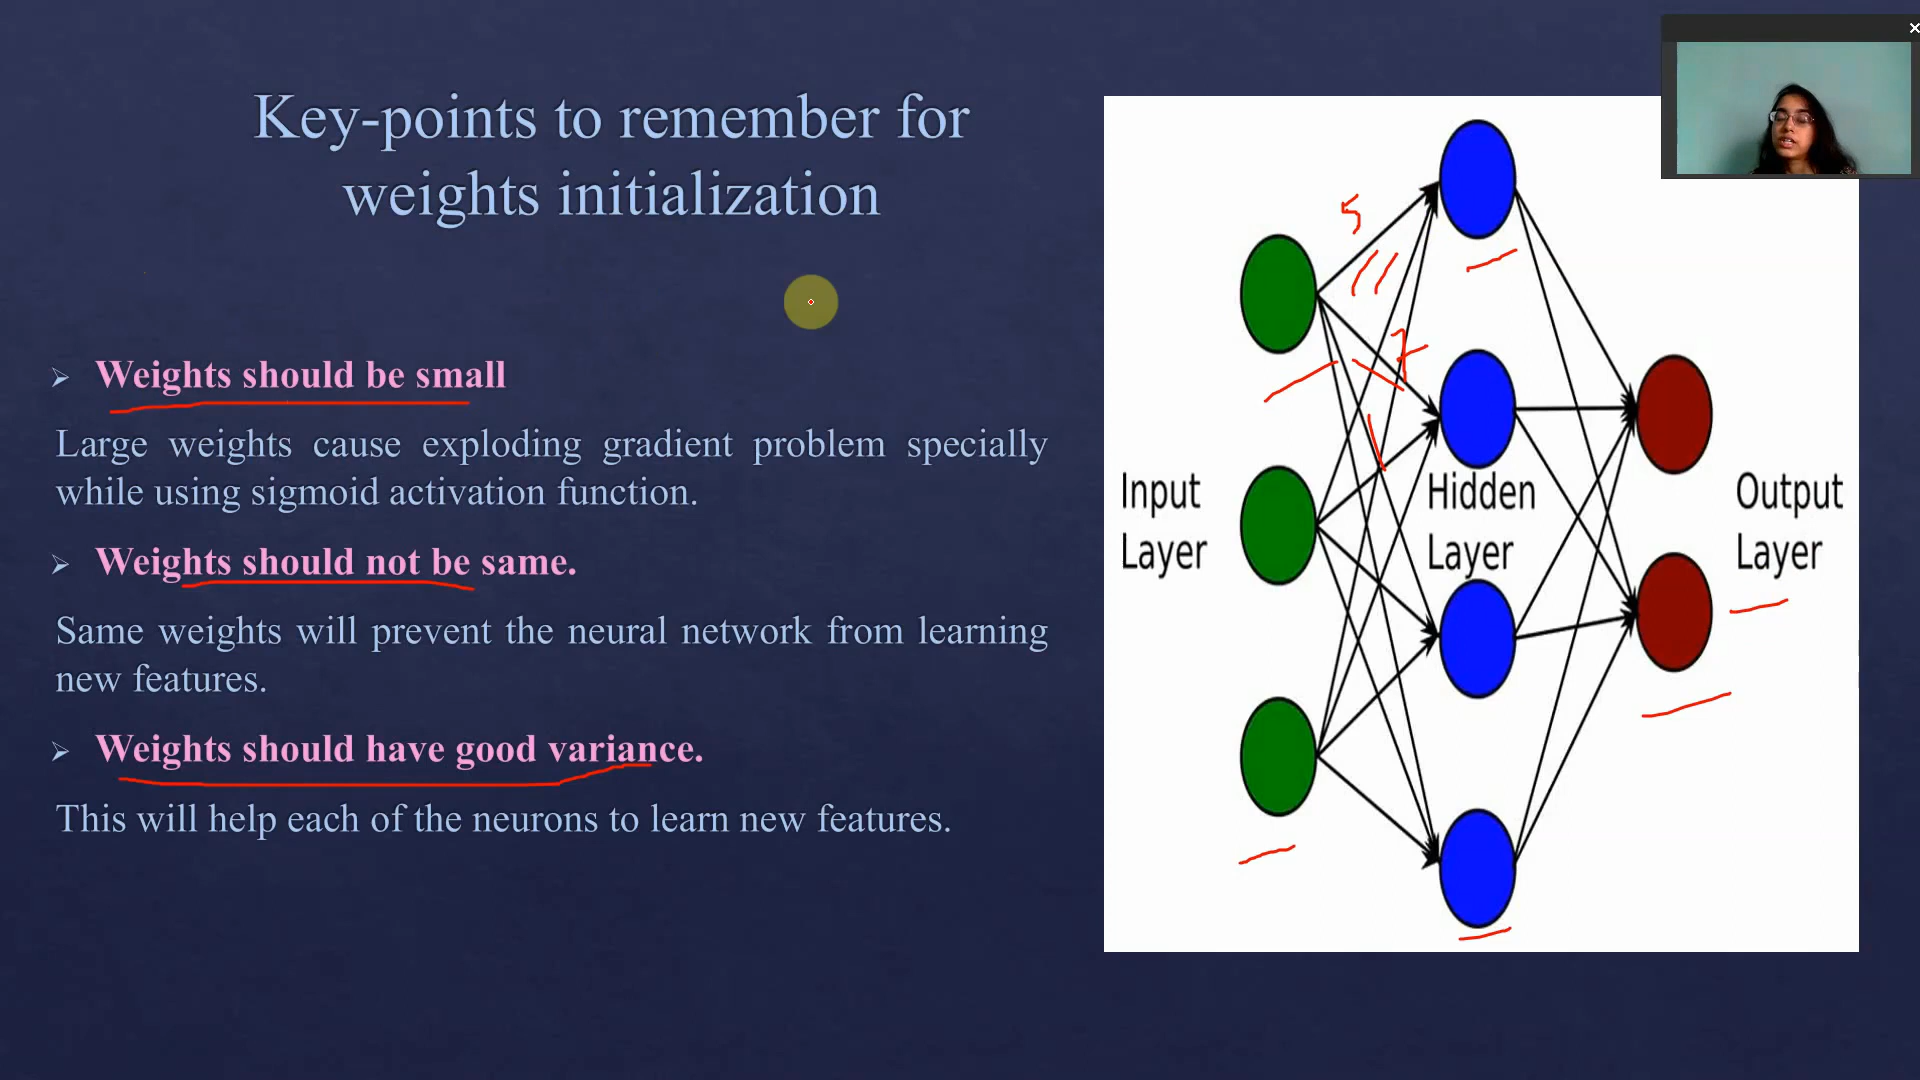 Key-points to remember for
weights initialization
Weights should be small
Large weights cause exploding gradient problem specially
while using sigmoid activation function.
Weights should not be same.
Same weights will prevent the neural network from learning
new features.
Weights should have good variance.
This will help each of the neurons to learn new features.
5
7
Input
Layer
Hidden
Layer
Output
Layer